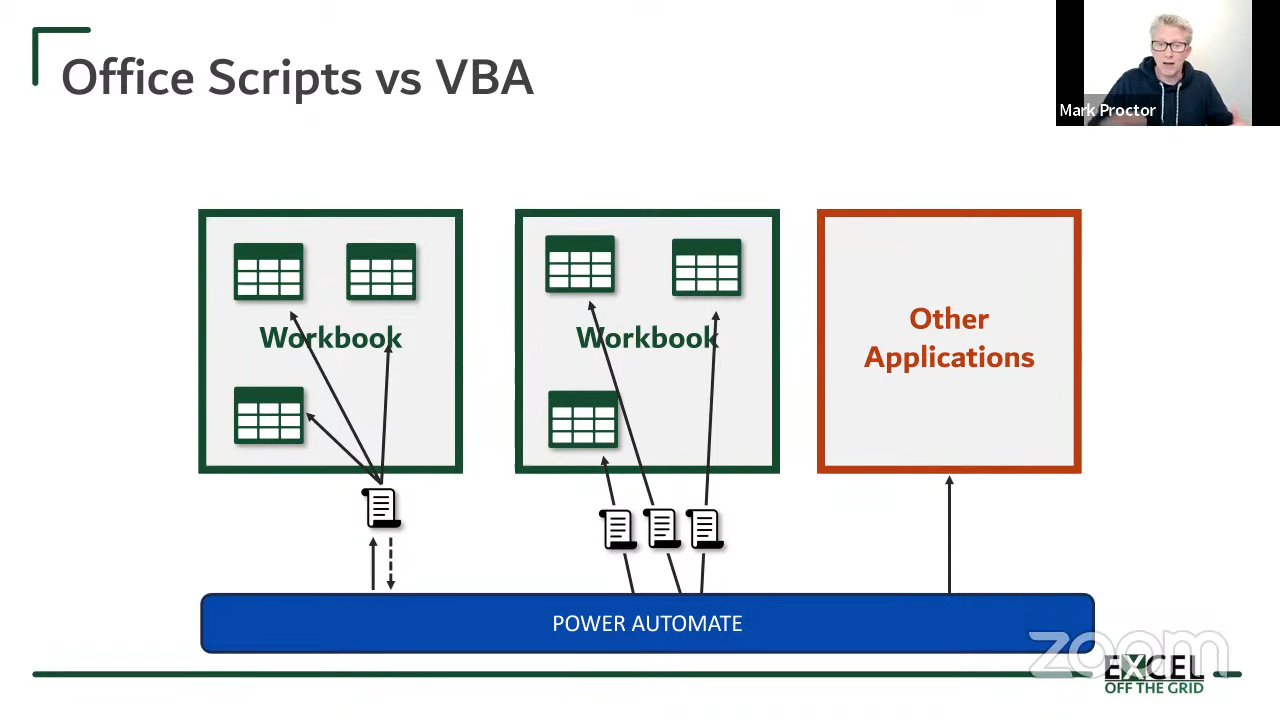 Office Scripts vs VBA
Mark Proctor
Workbook
Workbook
Other
Applications
POWER AUTOMATE
zoom
EXCEL
OFF THE GRID